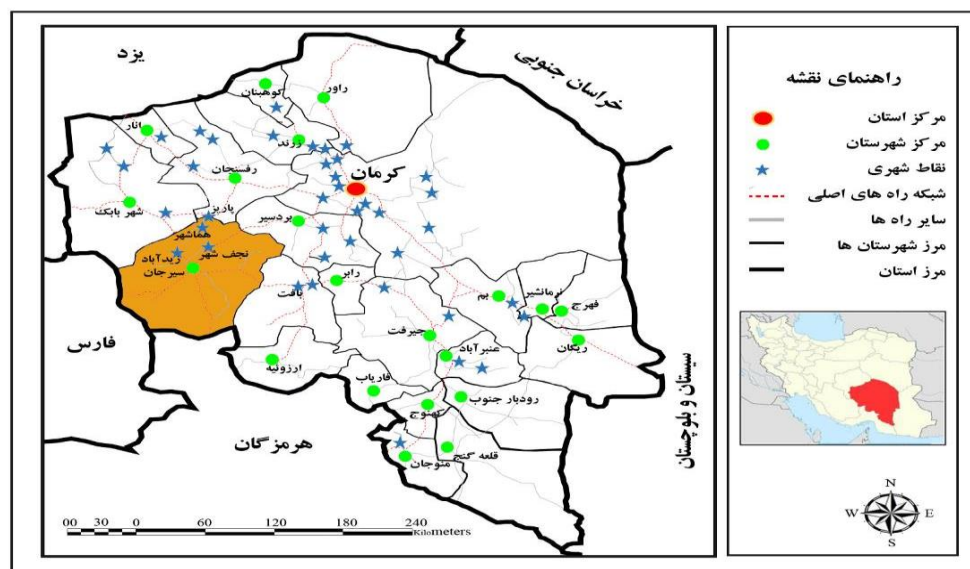 یزد
خراسان جنوبی
کوهبنان
راور
انار
زرند
رفسنجان
کرمان
شهر بابک
پاریز
بردسیر
هماشهر
نجف شهر
زیدآباد
سیرجان
رابر
بافت
بم
نرمانشیر
فهرج
فارس
جیرفت
ریگان
عنبرآباد
ارزوئیه
فاریاب
رودبار جنوب
کهنوج
سیستان و بلوچستان
هرمزگان
قلعه گنج
منوجان
00 30 0 60 120 180 240
Kilometers
راهنمای نقشه
مرکز استان
مرکز شهرستان
نقاط شهری
شبکه راه های اصلی
سایر راه ها
مرز شهرستان ها
مرز استان
N
W E
S